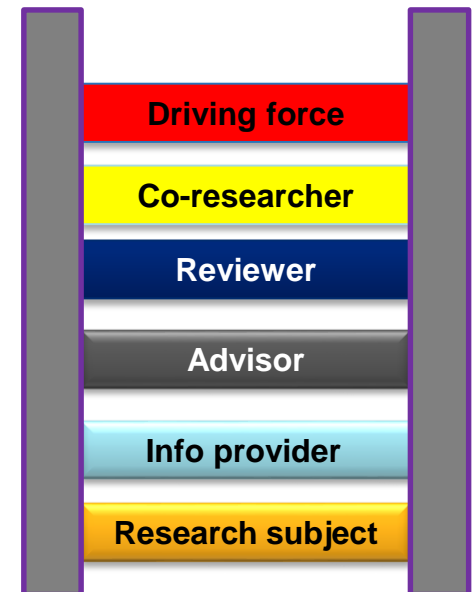 Driving force
Co-researcher
Reviewer
Advisor
Info provider
Research subject